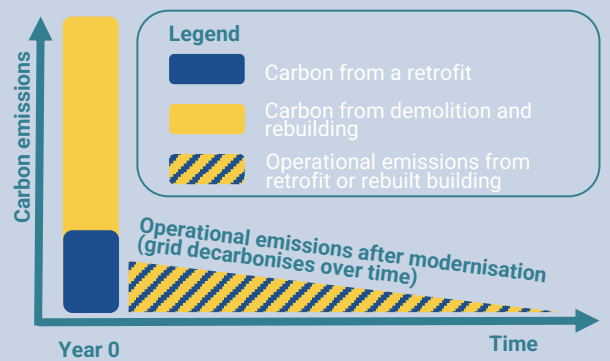 Legend
Carbon from a retrofit
Carbon from demolition and
rebuilding
Operational emissions from
retrofit or rebuilt building
Carbon emissions
Operational emissions after modernisation
(grid decarbonises over time)
Year 0
Time